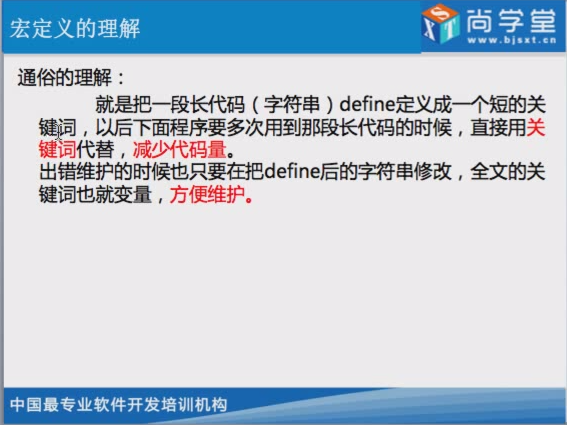 宏定义的理解
SXT 尚学堂
www.bjsxt.cn
通俗的理解：
就是把一段长代码（字符串）define定义成一个短的关
键词，以后下面程序要多次用到那段长代码的时候，直接用关
键词代替，减少代码量。
出错维护的时候也只要在把define后的字符串修改，全文的关
键词也就变量，方便维护。
中国最专业软件开发培训机构